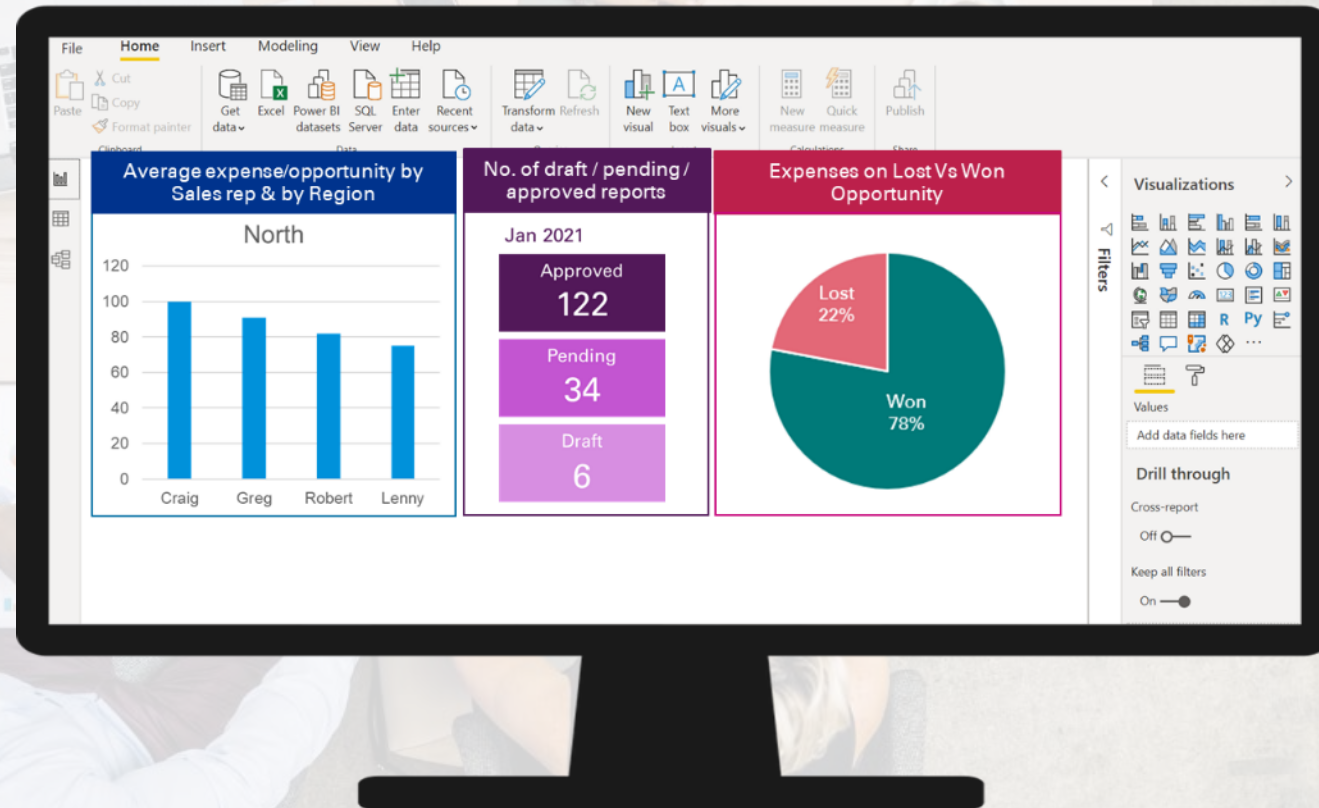 File Home Insert Modeling View Help
Paste
Cut
Copy
Format painter
Clipboard
Get data
Excel
Power BI datasets
SQL Server
Enter data
Recent sources
Data
Transform data
Refresh
New visual
Text box
More visuals
New measure
Quick measure
Calculations
Publish
Share
Average expense/opportunity by
Sales rep & by Region
North
120
100
80
60
40
20
0
Craig Greg Robert Lenny
No. of draft / pending /
approved reports
Jan 2021
Approved
122
Pending
34
Draft
6
Expenses on Lost Vs Won
Opportunity
Lost
22%
Won
78%
Filters
Visualizations
123
R Py
Values
Add data fields here
Drill through
Cross-report
Off
Keep all filters
On